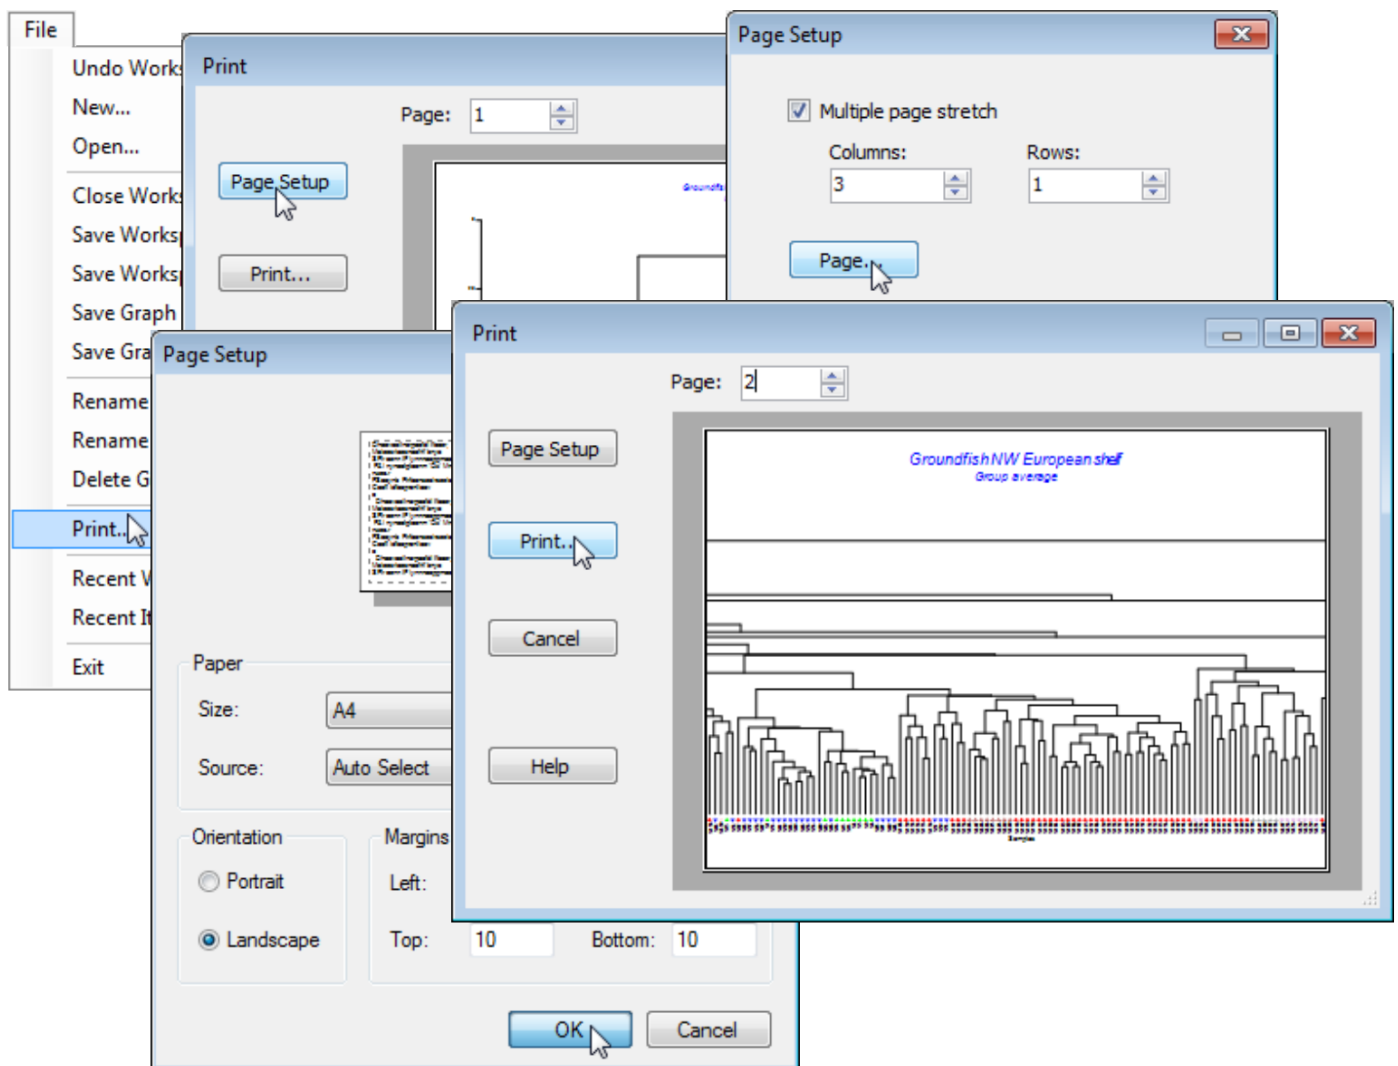 File
Undo Works
New...
Open...
Close Works
Save Worksp
Save Worksp
Save Graph
Save Gra
Rename
Rename
Delete G
Print...
Recent W
Recent It
Exit
Print
Page: 1
Page Setup
Print...
Page Setup
Multiple page stretch
Columns: Rows:
3 1
Page...
Page Setup
Paper
Size: A4
Source: Auto Select
Orientation
Portrait
Landscape
Margins
Left:
Top: 10 Bottom: 10
OK Cancel
Print
Page: 2
Page Setup
Print...
Cancel
Help
Groundfish NW European shelf
Group average
Samples